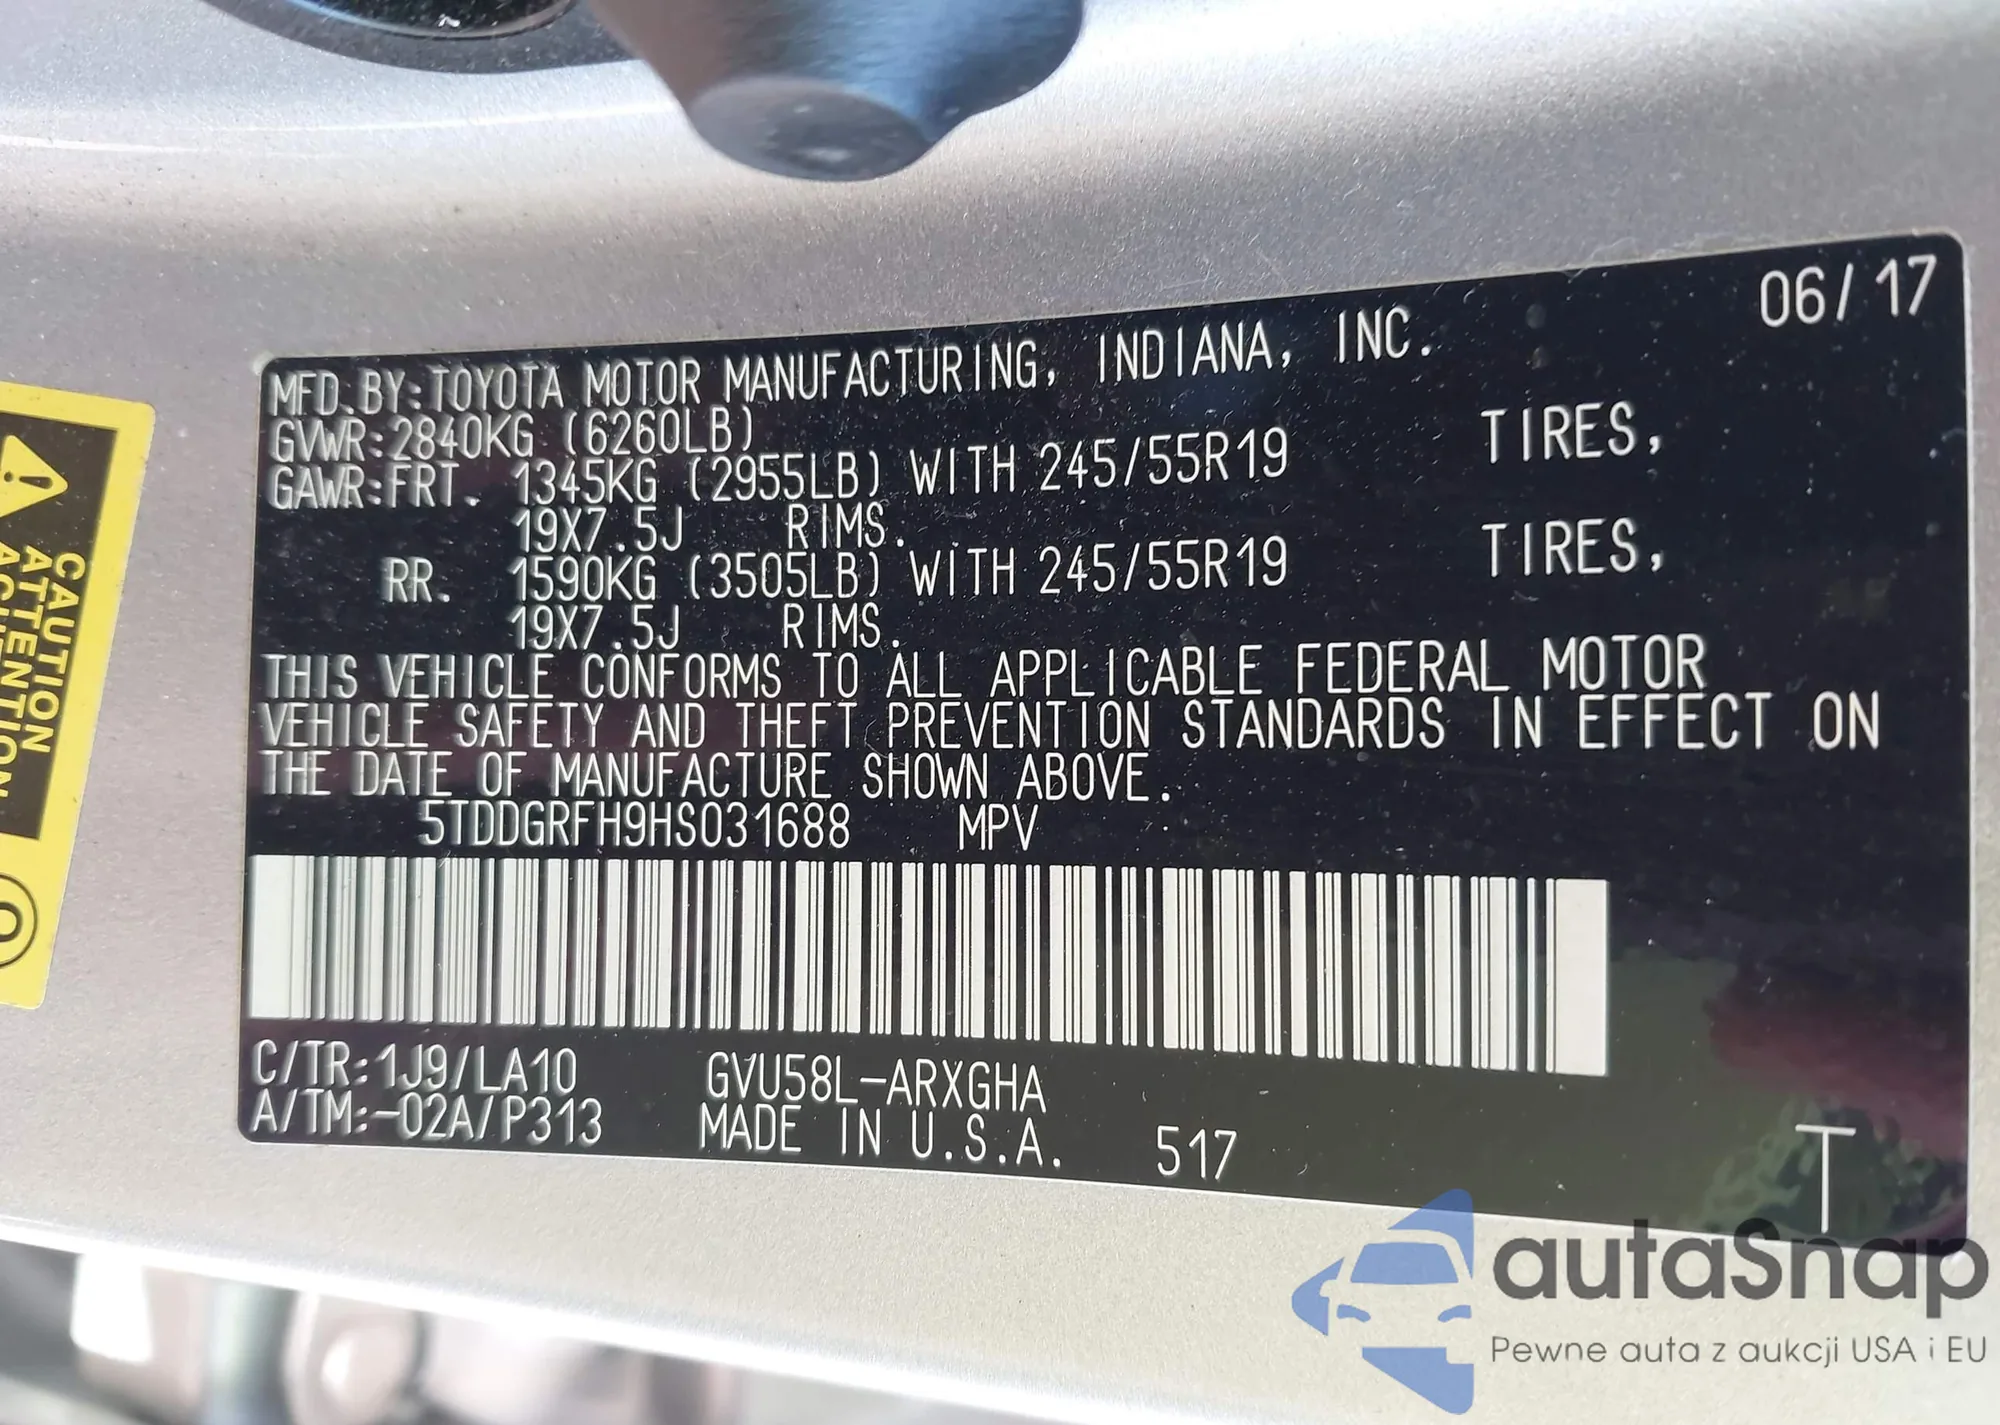 06/17
MFD.BY:TOYOTA MOTOR MANUFACTURING, INDIANA, INC.
GVWR:2840KG (6260LB)
GAWR:FRT. 1345KG (2955LB) WITH 245/55R19 TIRES,
19X7.5J RIMS.
RR. 1590KG (3505LB) WITH 245/55R19 TIRES,
19X7.5J RIMS.
THIS VEHICLE CONFORMS TO ALL APPLICABLE FEDERAL MOTOR
VEHICLE SAFETY AND THEFT PREVENTION STANDARDS IN EFFECT ON
THE DATE OF MANUFACTURE SHOWN ABOVE.
5TDDGRFH9HS031688 MPV
C/TR:1J9/LA10 GVU58L-ARXGHA
A/TM:-02A/P313 MADE IN U.S.A. 517
T
CAUTION
ATTENTION
ACHTUNG
autaSnap
Pewne auta z aukcji USA i EU